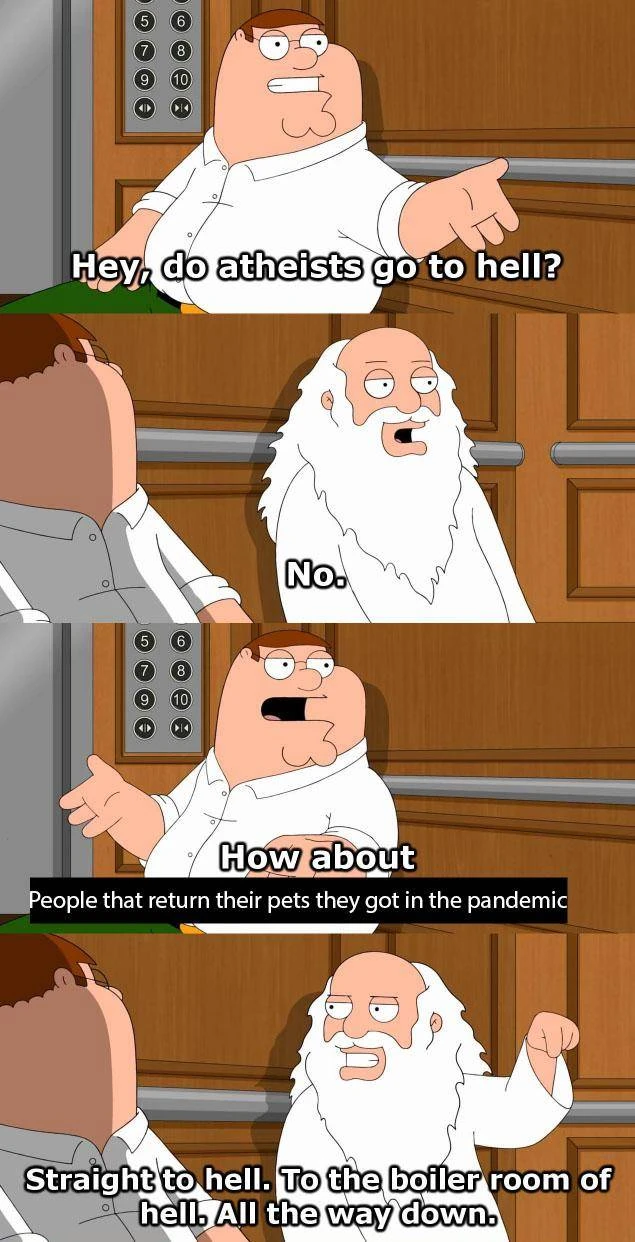 5 6
7 8
9 10
Hey, do atheists go to hell?
No.
5 6
7 8
9 10
How about
People that return their pets they got in the pandemic
Straight to hell. To the boiler room of
hell. All the way down.